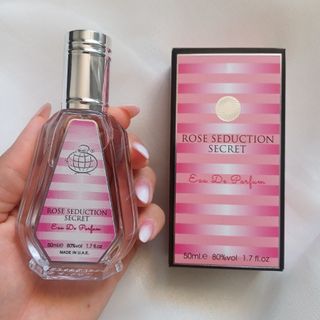 ROSE SEDUCTION
SECRET
Eau De Parfum
50ml.e 80%vol 1.7 fl.oz
MADE IN U.A.E.
ROSE SEDUCTION
SECRET
Eau De Parfum
50ml.e 80%vol 1.7 fl.oz